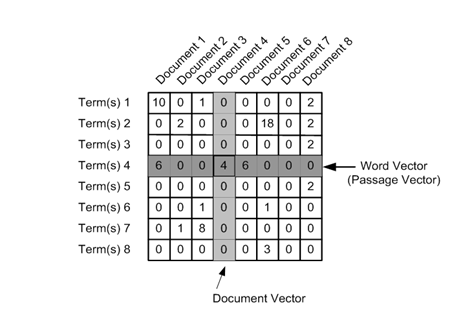 Document 1
Document 2
Document 3
Document 4
Document 5
Document 6
Document 7
Document 8
Term(s) 1 10 0 1 0 0 0 0 2
Term(s) 2 0 2 0 0 0 18 0 2
Term(s) 3 0 0 0 0 0 0 0 2
Term(s) 4 6 0 0 4 6 0 0 0
Word Vector
(Passage Vector)
Term(s) 5 0 0 0 0 0 0 0 2
Term(s) 6 0 0 1 0 0 1 0 0
Term(s) 7 0 1 8 0 0 0 0 0
Term(s) 8 0 0 0 0 0 3 0 0
Document Vector